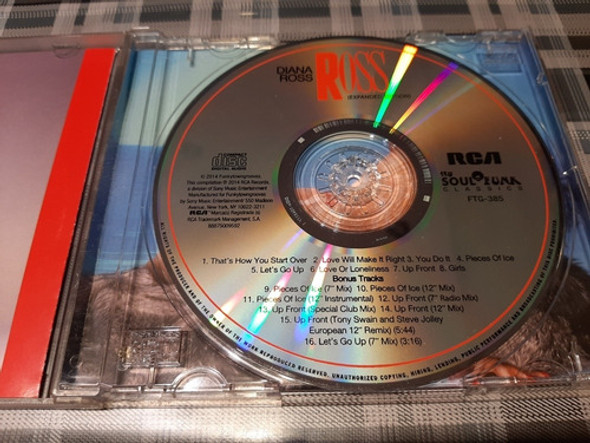 DIANA
ROSS
ROSS
(EXPANDED
COMPACT
disc
DIGITAL AUDIO
℗ 2014 Funkytowngrooves
This compilation ℗ 2014 RCA Records,
a division of Sony Music Entertainment
Manufactured for Funkytowngrooves
by Sony Music Entertainment/ 550 Madison
Avenue, New York, NY 10022-3211
RCA Marca(s) Registrada(s)
RCA Trademark Management, S.A.
RCA
SOUL FUNK
CLASSICS
FTG-385
1. That's How You Start Over 2. Love Will Make It Right 3. You Do It 4. Pieces Of Ice
5. Let's Go Up 6. Love Or Loneliness 7. Up Front 8. Girls
Bonus Tracks
9. Pieces Of Ice (7" Mix) 10. Pieces Of Ice (12" Mix)
11. Pieces Of Ice (12" Instrumental) 12. Up Front (7" Radio Mix)
13. Up Front (Special Club Mix) 14. Up Front (12" Mix)
15. Up Front (Tony Swain and Steve Jolley
European 12" Remix) (5:44)
16. Let's Go Up (7" Mix) (3:16)
ALL RIGHTS OF THE PRODUCER AND OF THE OWNER OF THE WORK REPRODUCED RESERVED. UNAUTHORIZED COPYING, HIRING, LENDING, PUBLIC PERFORMANCE AND BROADCASTING OF THIS RECORD PROHIBITED